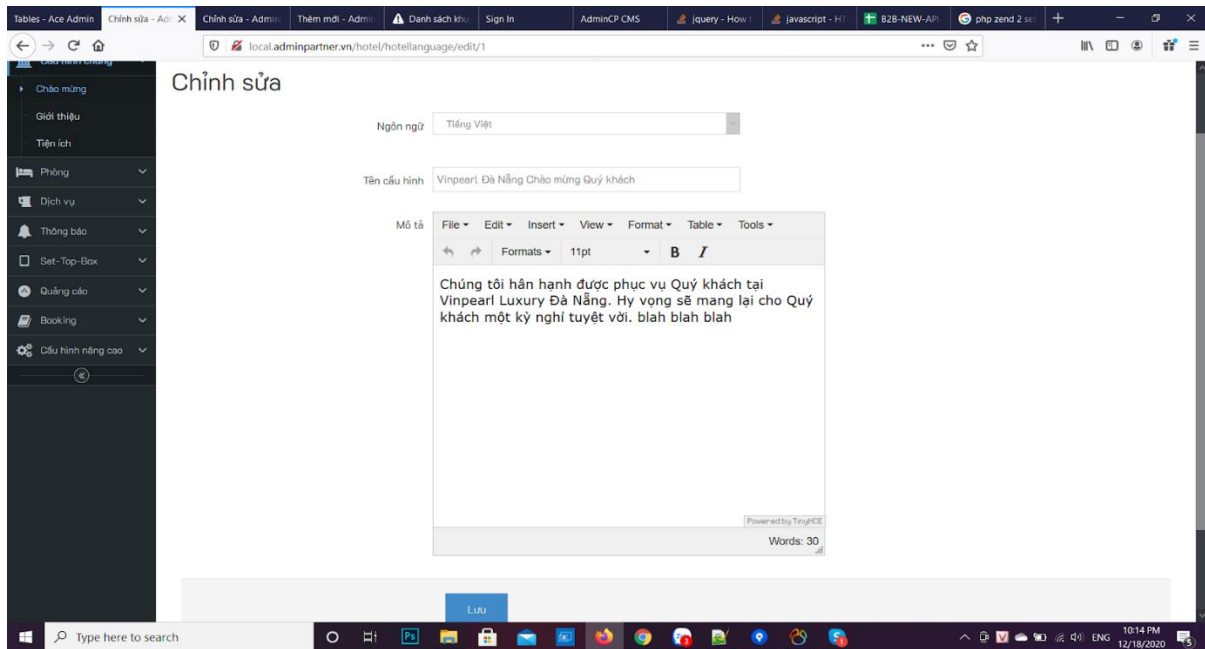 Tables - Ace Admin
Chỉnh sửa - Adm
Chỉnh sửa - Admin
Thêm mới - Admin
Danh sách khu
Sign In
AdminCP CMS
jquery - How t
javascript - HT
B2B-NEW-API
php zend 2 set
local.adminpartner.vn/hotel/hotellanguage/edit/1
Cấu hình chung
Chào mừng
Giới thiệu
Tiện ích
Phòng
Dịch vụ
Thông báo
Set-Top-Box
Quảng cáo
Booking
Cấu hình nâng cao
Chỉnh sửa
Ngôn ngữ
Tiếng Việt
Tên cấu hình
Vinpearl Đà Nẵng Chào mừng Quý khách
Mô tả
File Edit Insert View Format Table Tools
Formats 11pt B I
Chúng tôi hân hạnh được phục vụ Quý khách tại
Vinpearl Luxury Đà Nẵng. Hy vọng sẽ mang lại cho Quý
khách một kỳ nghỉ tuyệt vời. blah blah blah
Powered by TinyMCE
Words: 30
Lưu
Type here to search
Ps
ENG
10:14 PM
12/18/2020